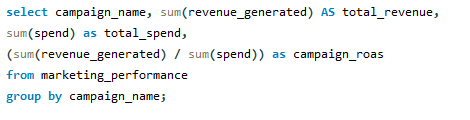 select campaign_name, sum(revenue_generated) AS total_revenue,
sum(spend) as total_spend,
(sum(revenue_generated) / sum(spend)) as campaign_roas
from marketing_performance
group by campaign_name;